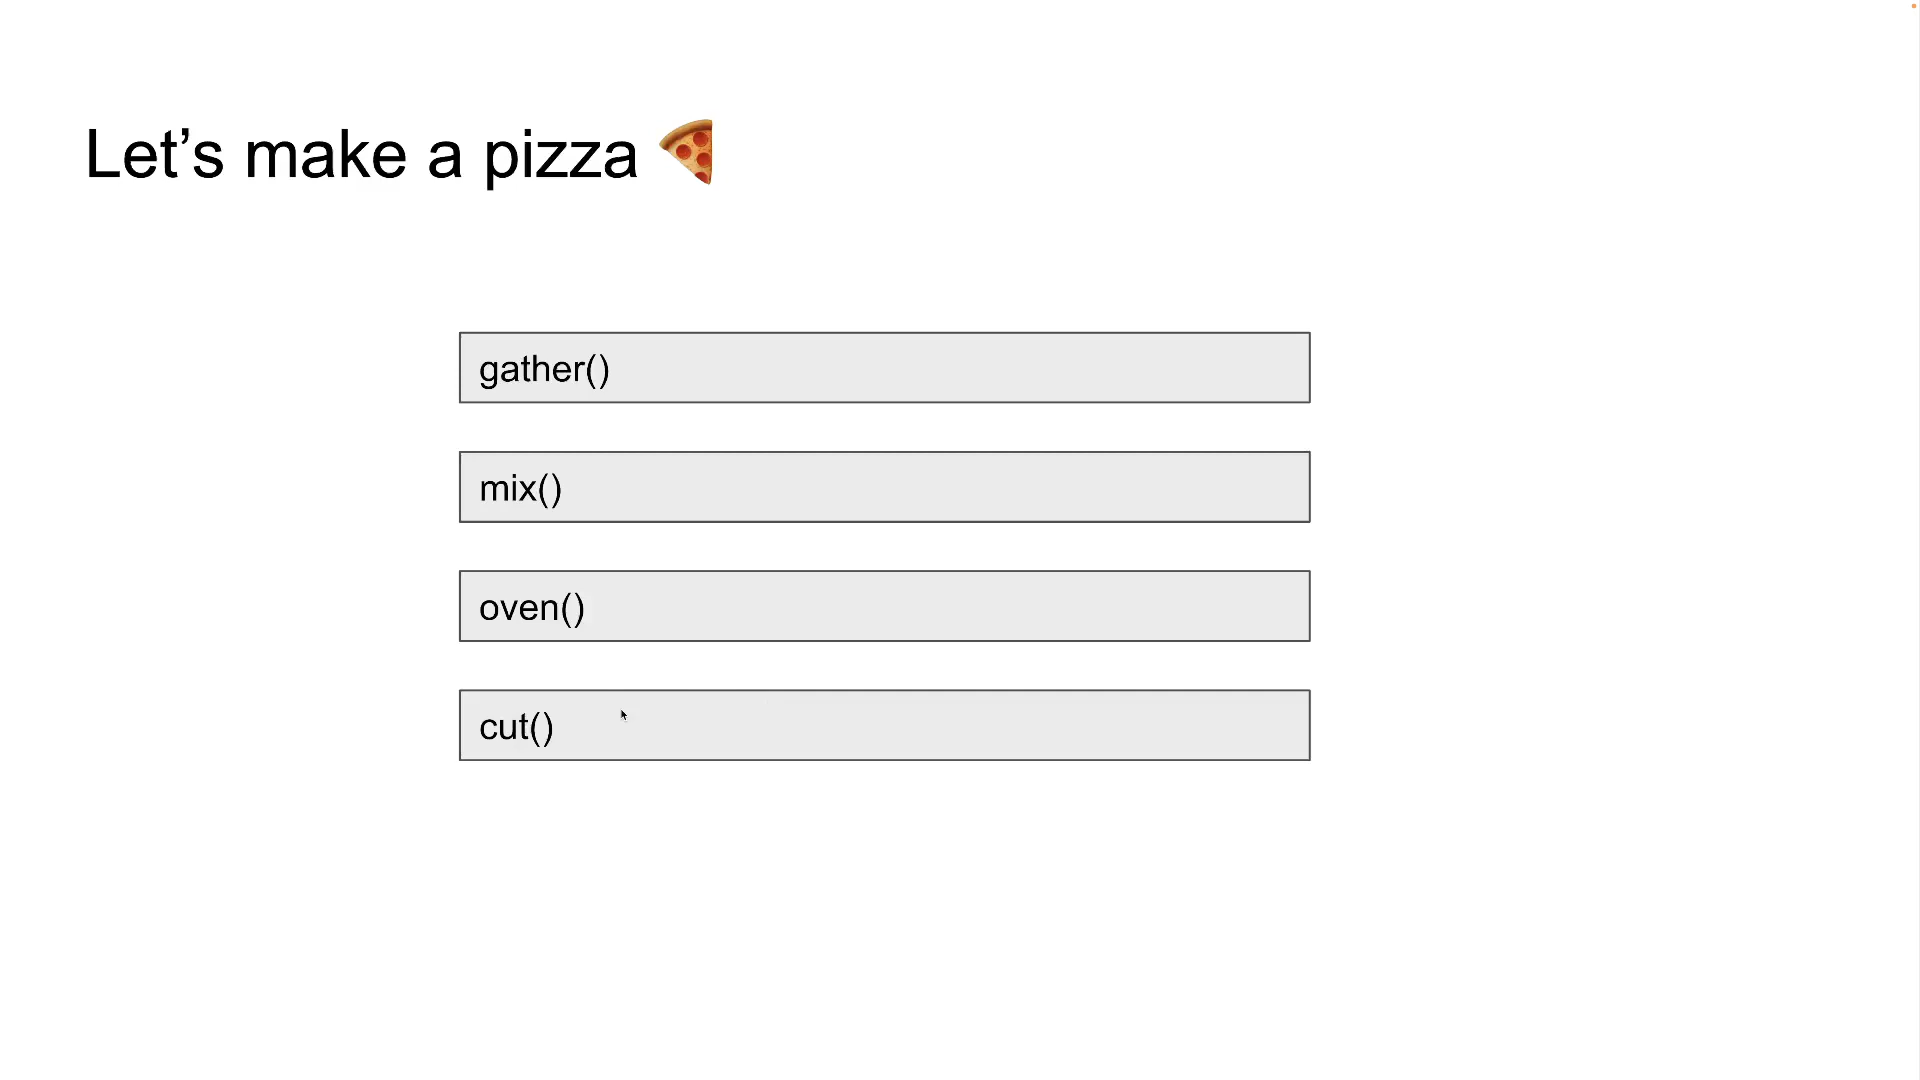 Let’s make a pizza 🍕
gather()
mix()
oven()
cut()